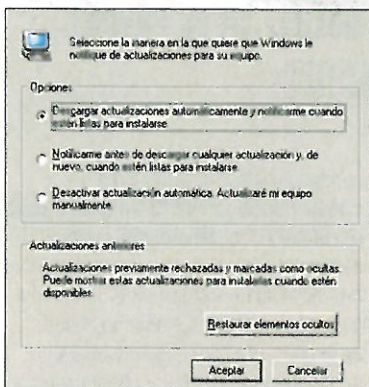 Seleccione la manera en la que quiere que Windows le
notifique de actualizaciones para su equipo.
Opciones
Descargar actualizaciones automáticamente y notificarme cuando
estén listas para instalarse.
Notificarme antes de descargar cualquier actualización y, de
nuevo, cuando estén listas para instalarse.
Desactivar actualización automática. Actualizaré mi equipo
manualmente.
Actualizaciones anteriores
Actualizaciones previamente rechazadas y marcadas como ocultas.
Puede mostrar estas actualizaciones para instalarlas cuando estén
disponibles.
Restaurar elementos ocultos
Aceptar
Cancelar